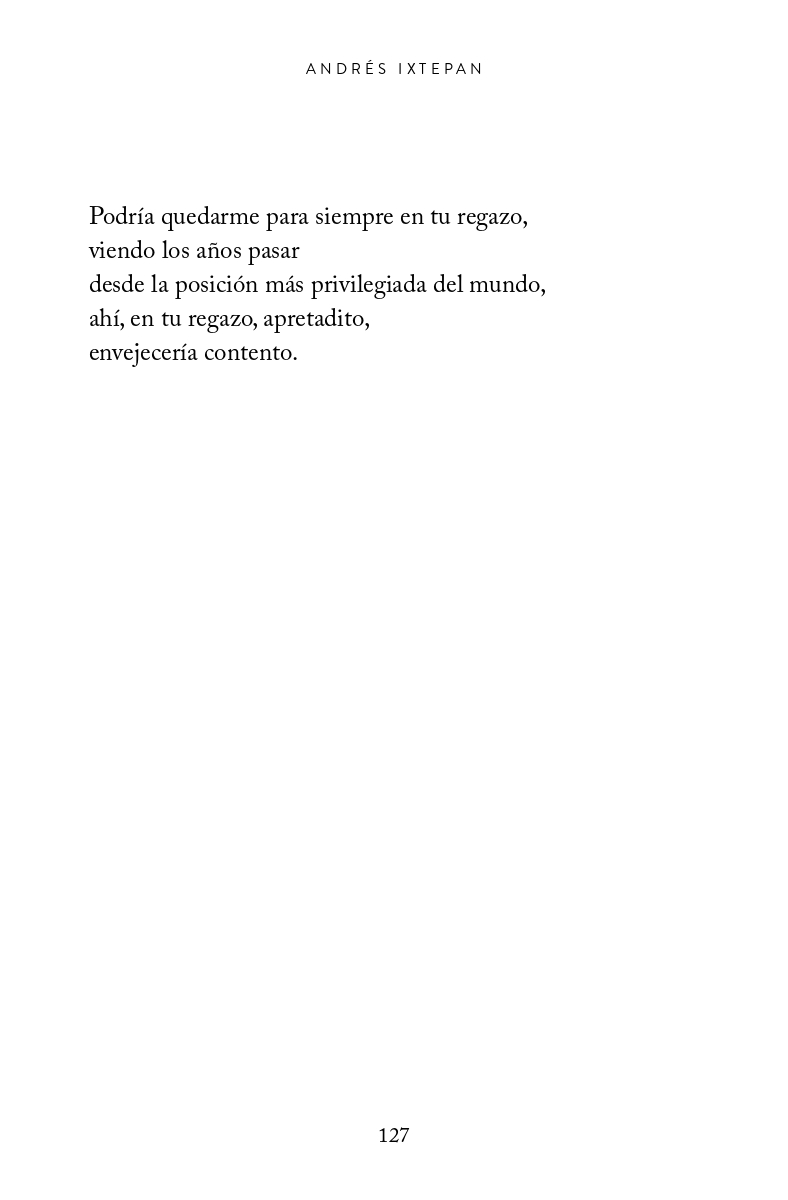 ANDRÉS IXTEPAN
Podría quedarme para siempre en tu regazo,
viendo los años pasar
desde la posición más privilegiada del mundo,
ahí, en tu regazo, apretadito,
envejecería contento.
127